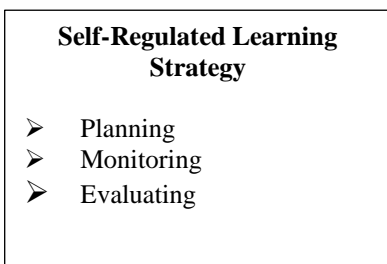 Self-Regulated Learning
Strategy
➢ Planning
➢ Monitoring
➢ Evaluating